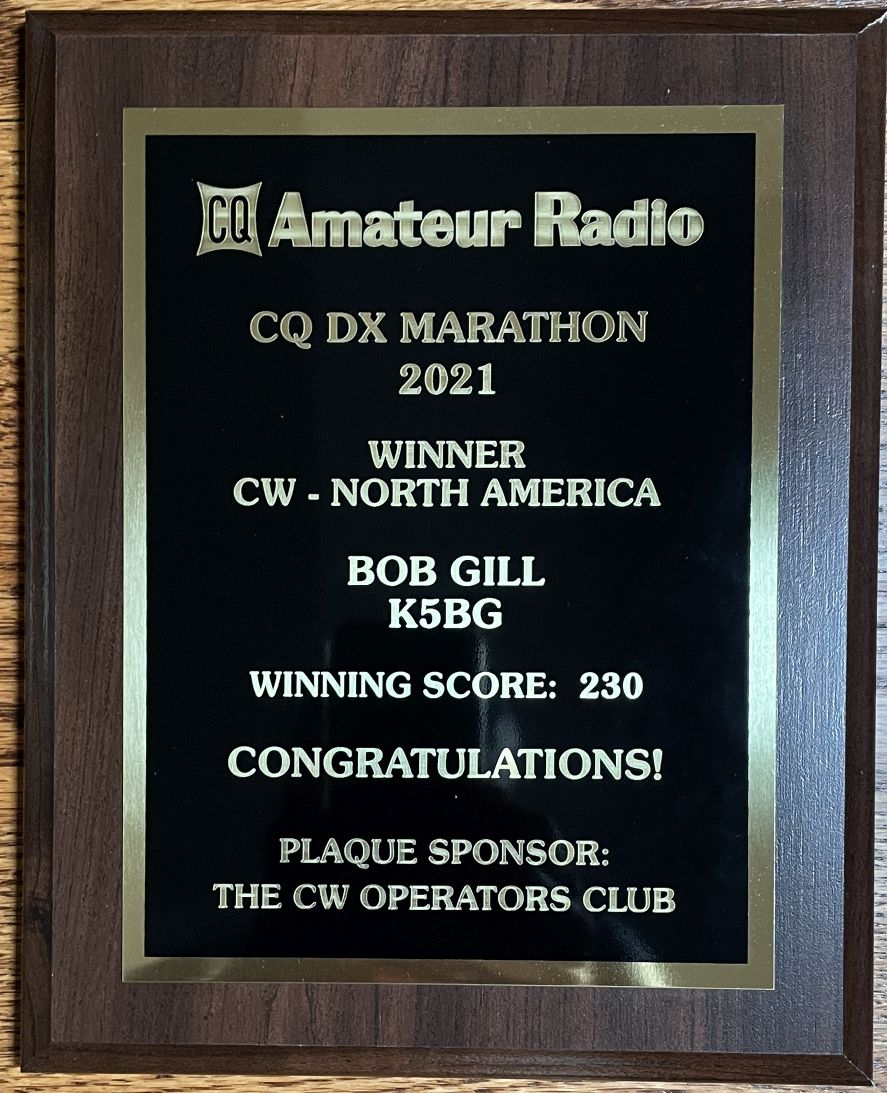 CQ Amateur Radio
CQ DX MARATHON
2021
WINNER
CW - NORTH AMERICA
BOB GILL
K5BG
WINNING SCORE: 230
CONGRATULATIONS!
PLAQUE SPONSOR:
THE CW OPERATORS CLUB